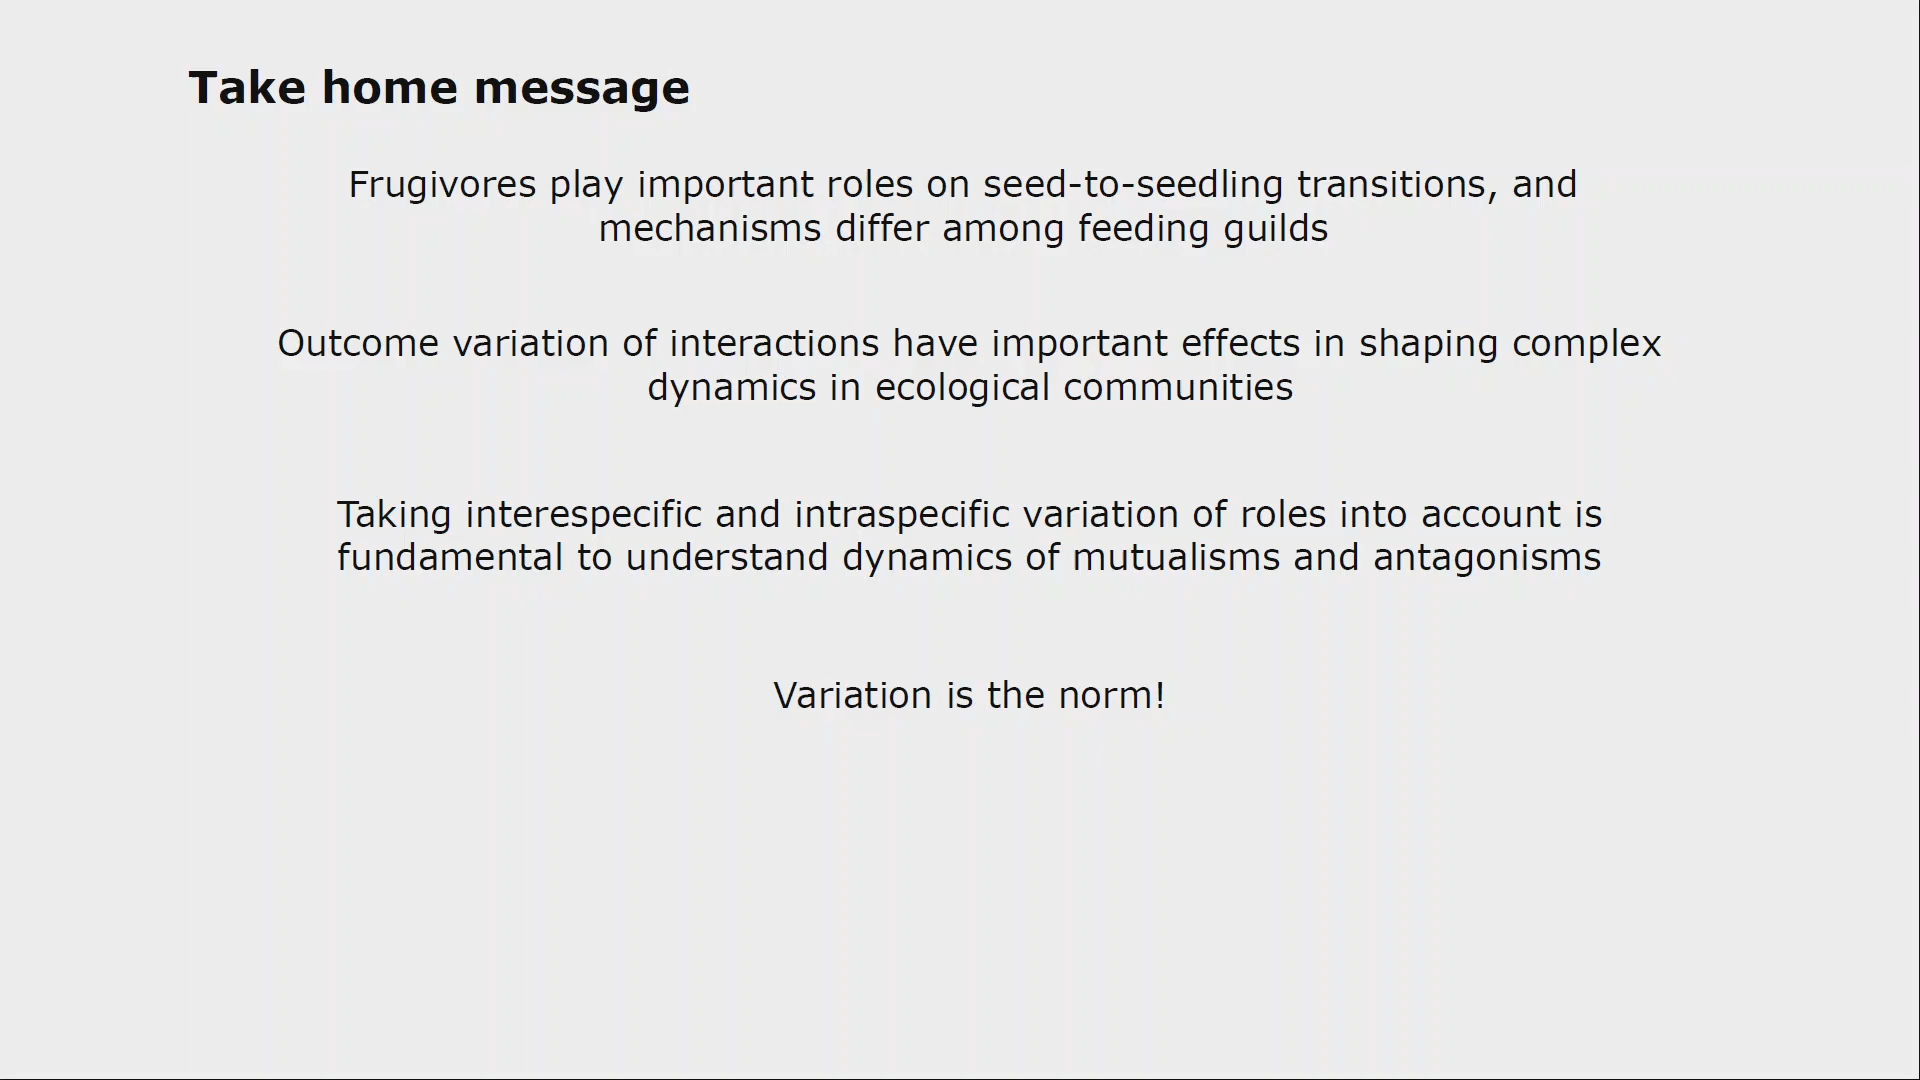 Take home message
Frugivores play important roles on seed-to-seedling transitions, and
mechanisms differ among feeding guilds
Outcome variation of interactions have important effects in shaping complex
dynamics in ecological communities
Taking interespecific and intraspecific variation of roles into account is
fundamental to understand dynamics of mutualisms and antagonisms
Variation is the norm!